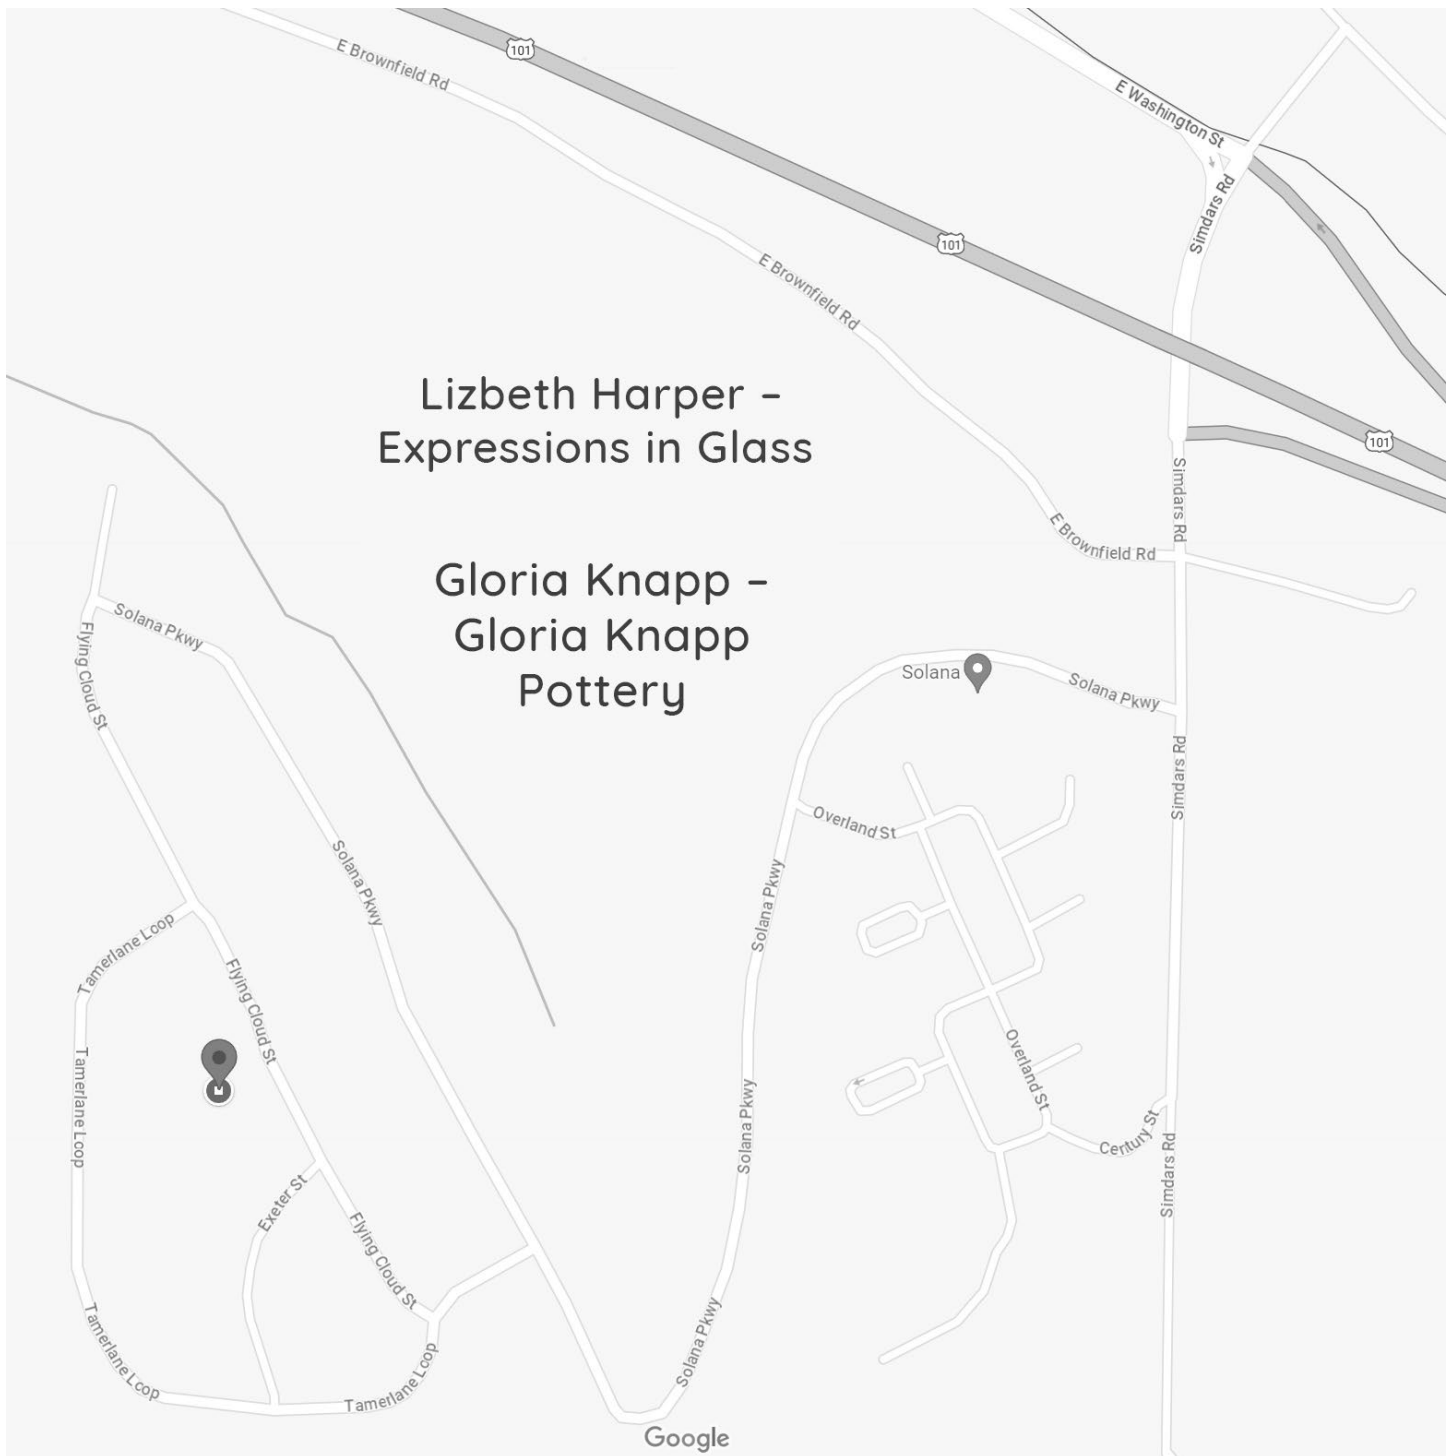 E Brownfield Rd
101
E Washington St
Simdars Rd
101
E Brownfield Rd
Lizbeth Harper –
Expressions in Glass
101
Simdars Rd
E Brownfield Rd
Gloria Knapp –
Gloria Knapp
Pottery
Solana Pkwy
Flying Cloud St
Solana
Solana Pkwy
Simdars Rd
Overland St
Solana Pkwy
Solana Pkwy
Tamerlane Loop
Flying Cloud St
Tamerlane Loop
Overland St
Solana Pkwy
Century St
Simdars Rd
Exeter St
Flying Cloud St
Solana Pkwy
Tamerlane Loop
Tamerlane Loop
Google